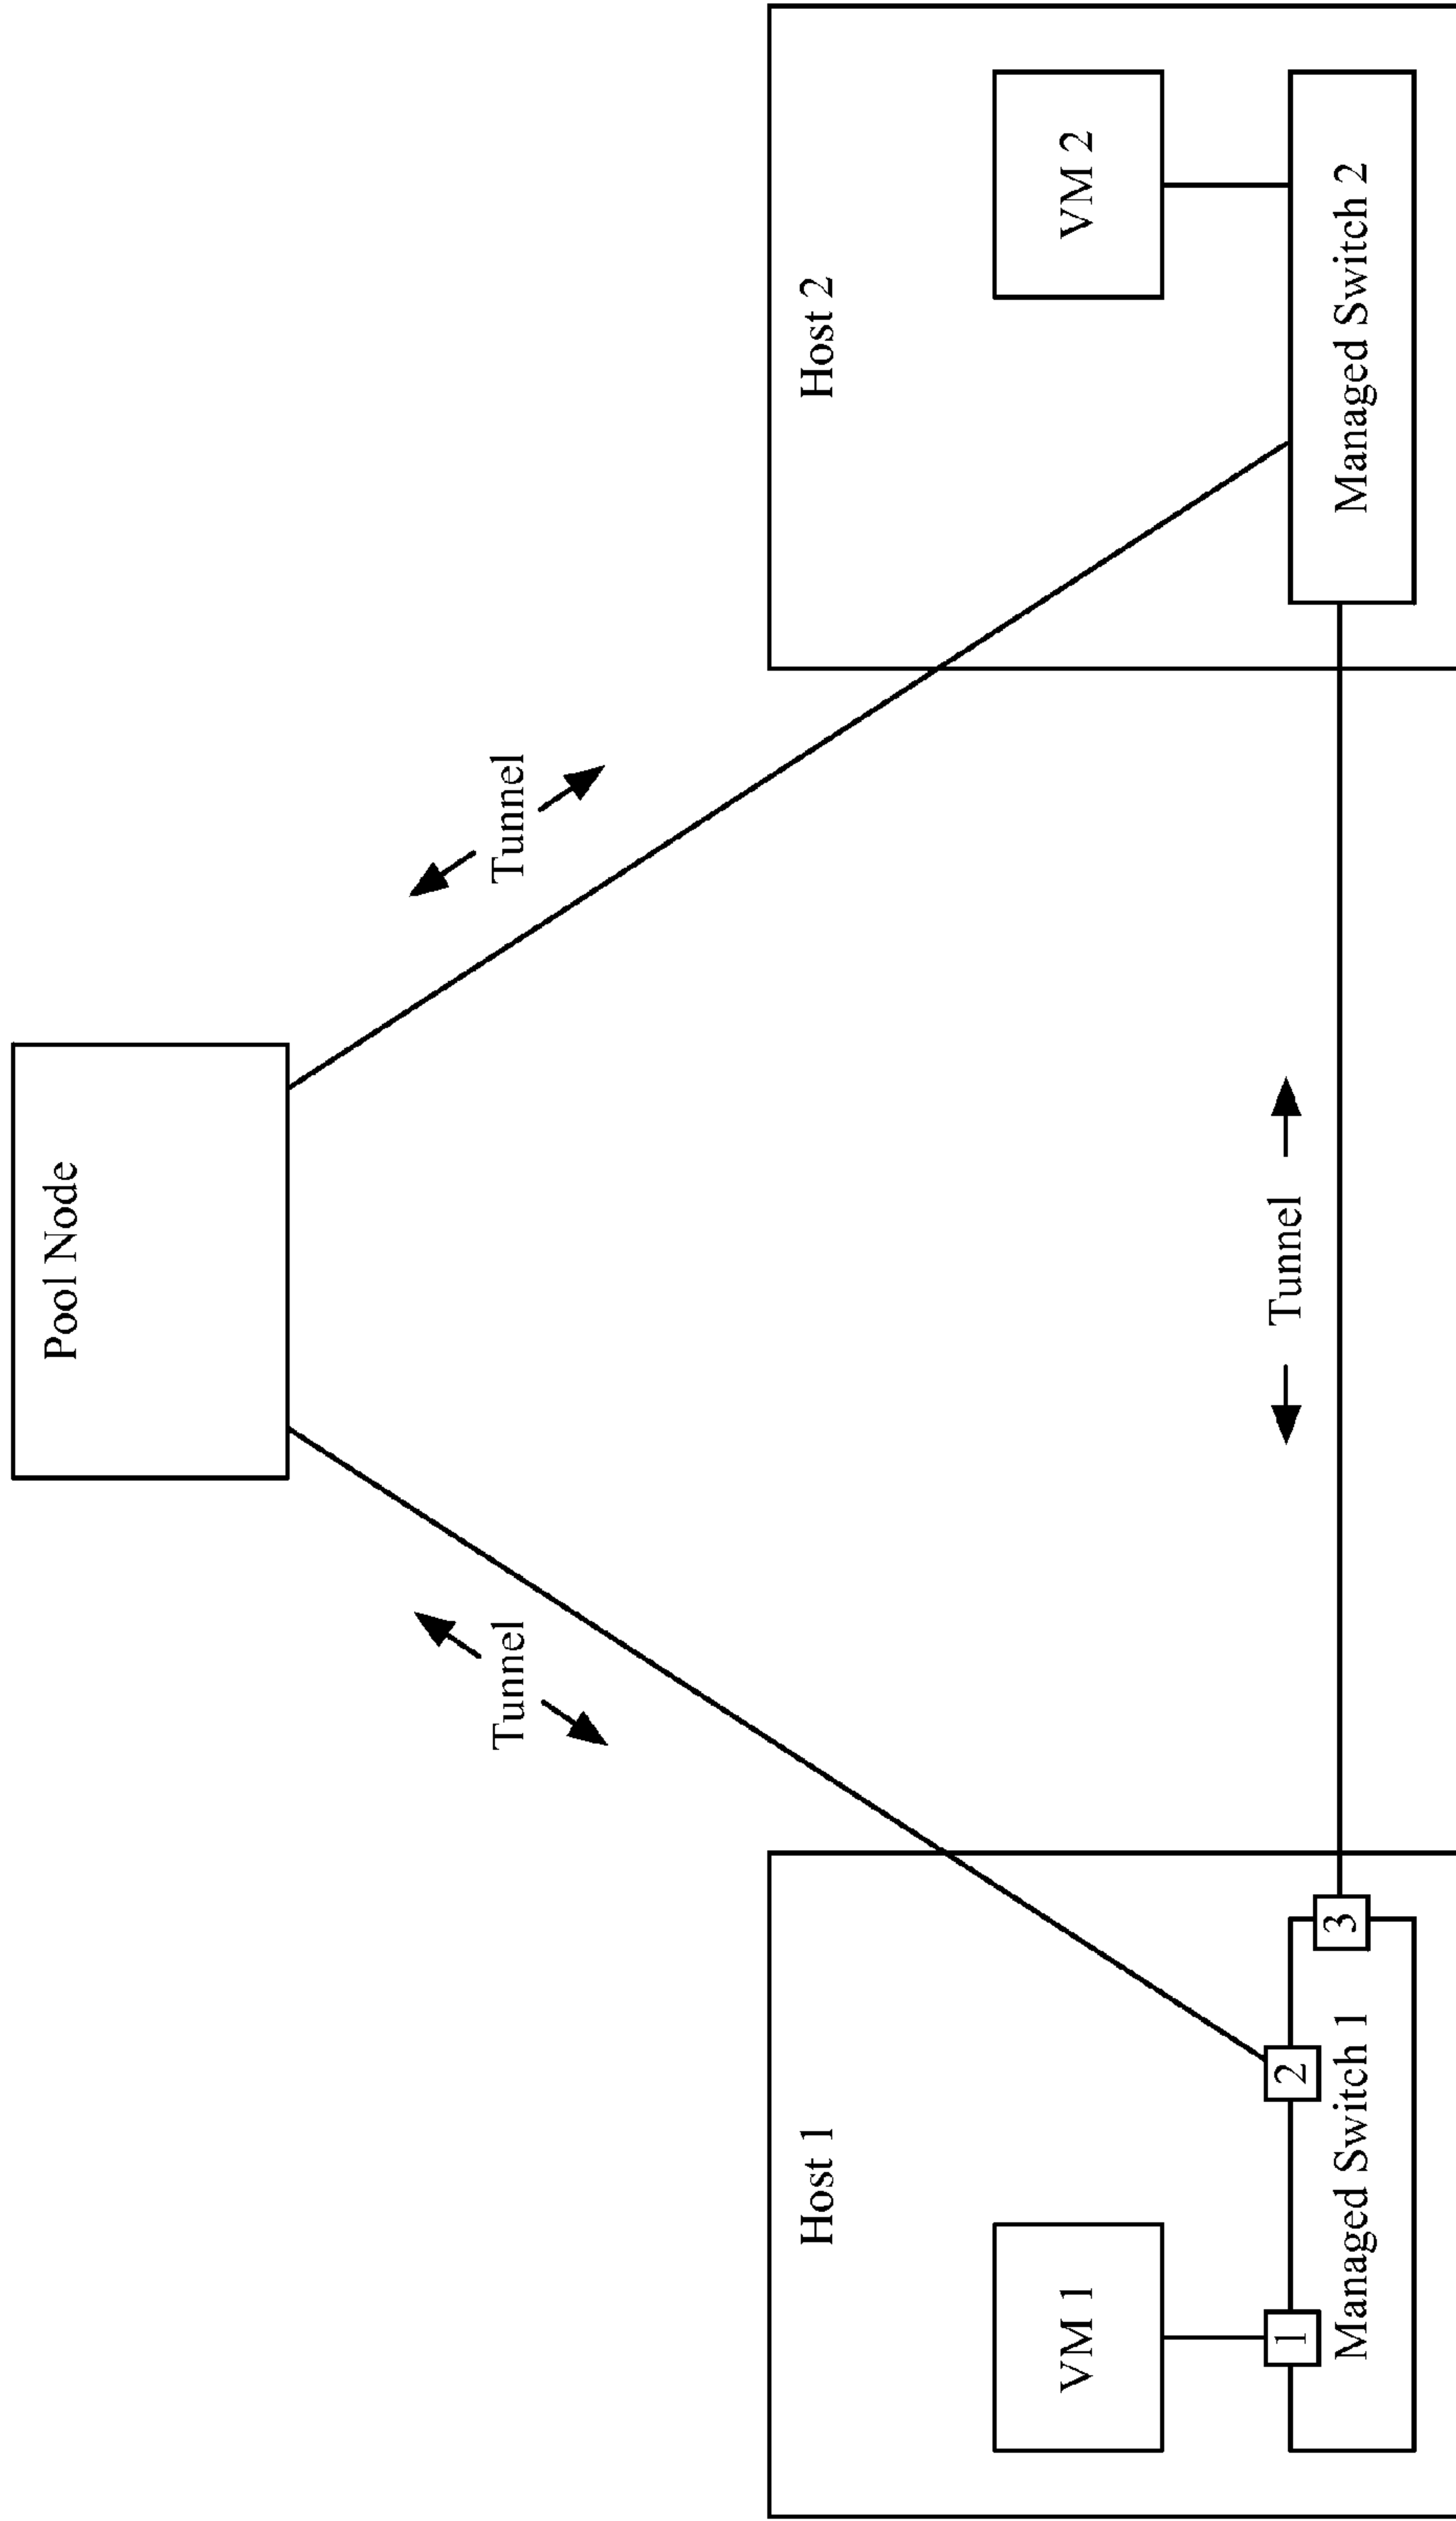 Pool Node
Tunnel
Tunnel
Host 1
Host 2
VM 1
VM 2
Tunnel
1
2
3
Managed Switch 1
Managed Switch 2